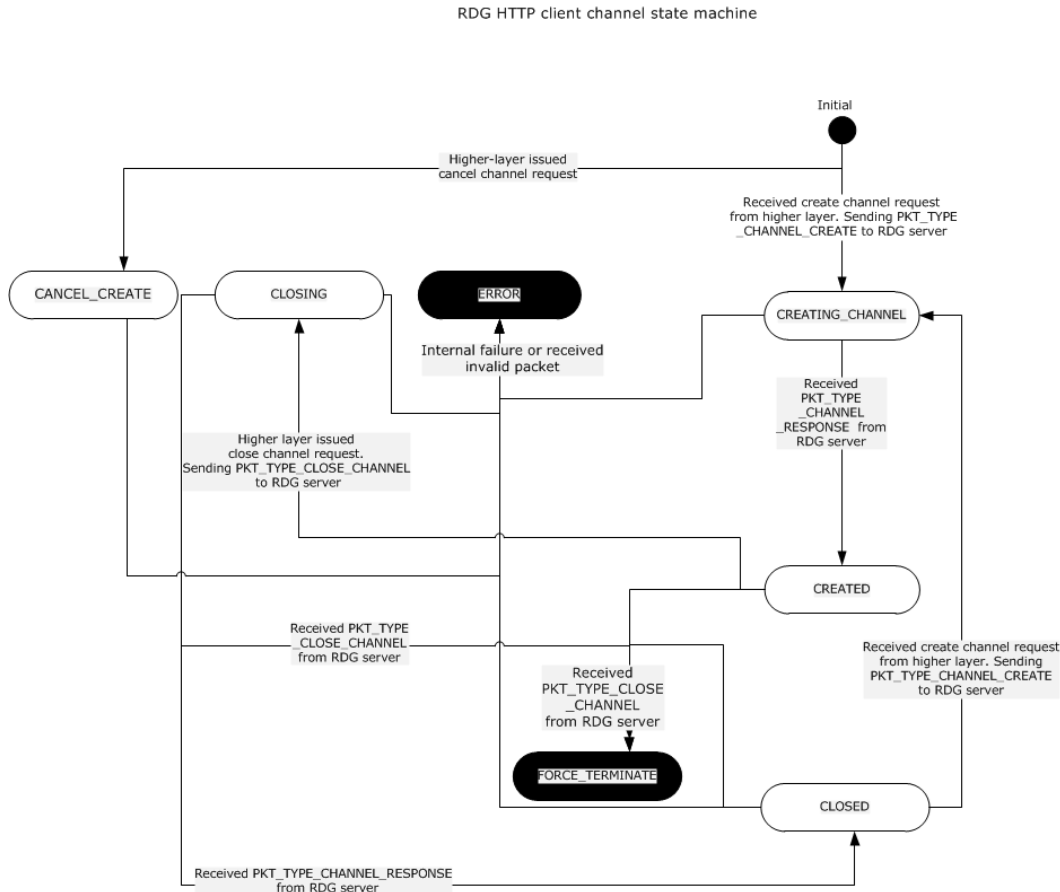 RDG HTTP client channel state machine
Initial
Higher-layer issued
cancel channel request
Received create channel request
from higher layer. Sending PKT_TYPE
_CHANNEL_CREATE to RDG server
CANCEL_CREATE
CLOSING
ERROR
CREATING_CHANNEL
Internal failure or received
invalid packet
Received
PKT_TYPE
_CHANNEL
_RESPONSE from
RDG server
Higher layer issued
close channel request.
Sending PKT_TYPE_CLOSE_CHANNEL
to RDG server
CREATED
Received PKT_TYPE
_CLOSE_CHANNEL
from RDG server
Received create channel request
from higher layer. Sending
PKT_TYPE_CHANNEL_CREATE
to RDG server
Received
PKT_TYPE_CLOSE
_CHANNEL
from RDG server
FORCE_TERMINATE
CLOSED
Received PKT_TYPE_CHANNEL_RESPONSE
from RDG server